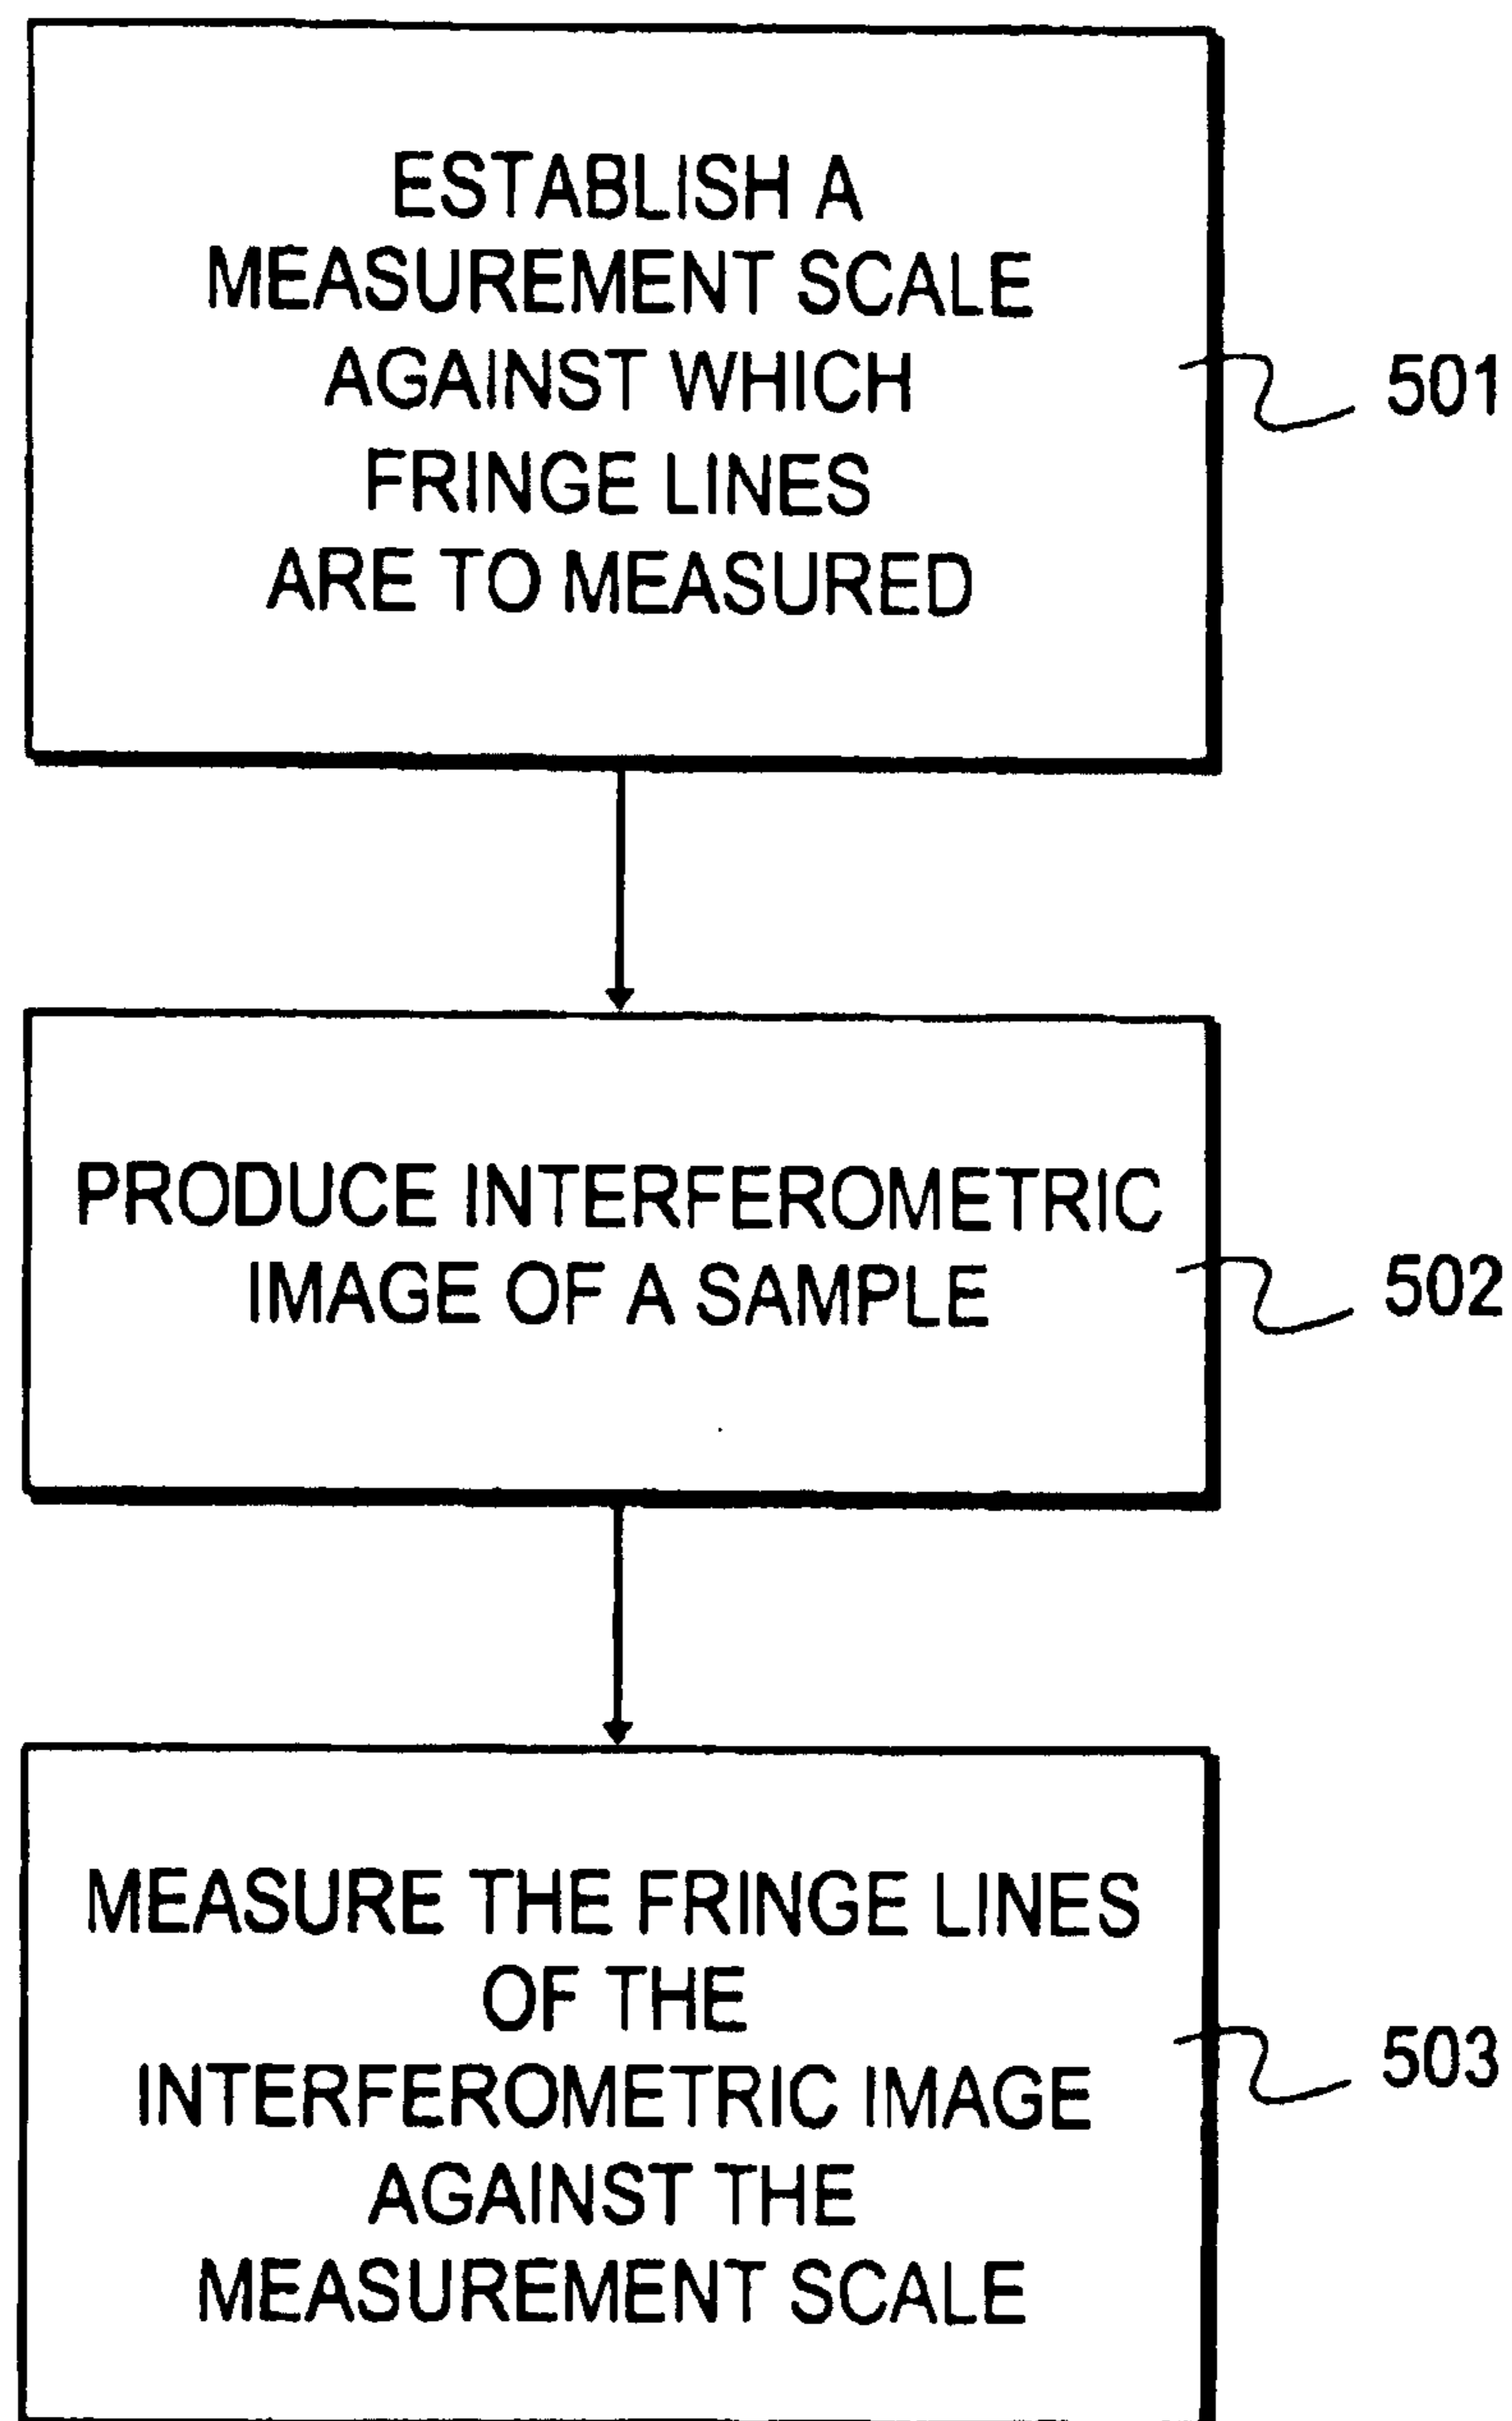 ESTABLISH A
MEASUREMENT SCALE
AGAINST WHICH
FRINGE LINES
ARE TO MEASURED
501
PRODUCE INTERFEROMETRIC
IMAGE OF A SAMPLE
502
MEASURE THE FRINGE LINES
OF THE
INTERFEROMETRIC IMAGE
AGAINST THE
MEASUREMENT SCALE
503